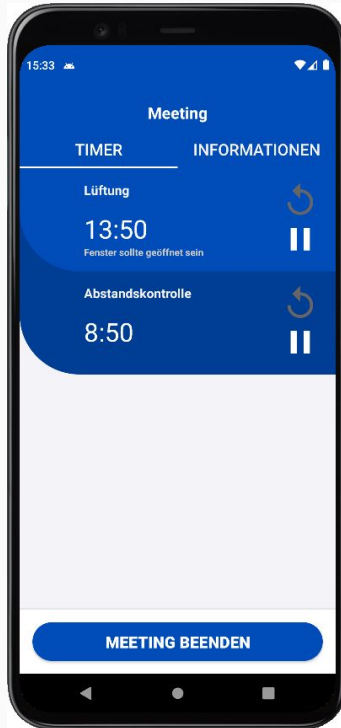 15:33
Meeting
TIMER INFORMATIONEN
Lüftung
13:50
Fenster sollte geöffnet sein
Abstandskontrolle
8:50
MEETING BEENDEN